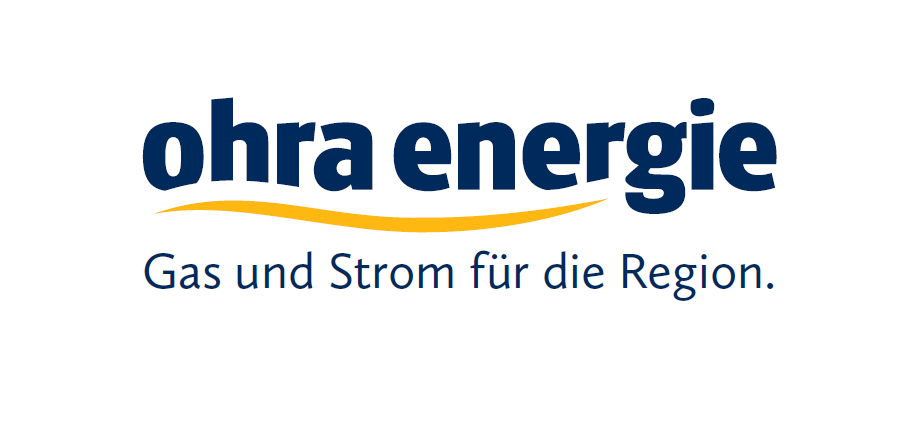 ohra energie
Gas und Strom für die Region.